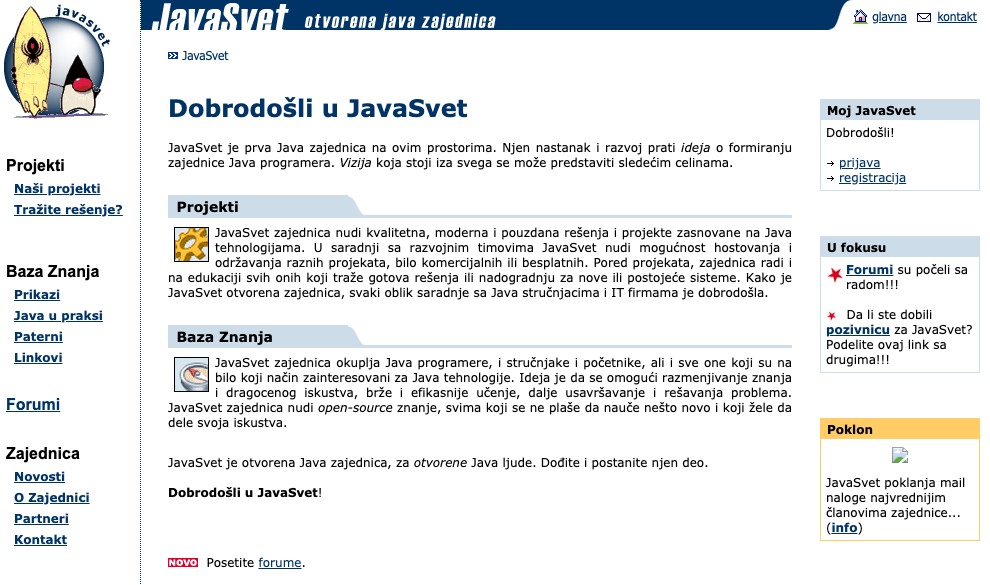 javasvet
JavaSvet otvorena java zajednica
glavna kontakt
JavaSvet
Projekti
Naši projekti
Tražite rešenje?
Baza Znanja
Prikazi
Java u praksi
Paterni
Linkovi
Forumi
Zajednica
Novosti
O Zajednici
Partneri
Kontakt
Dobrodošli u JavaSvet
JavaSvet je prva Java zajednica na ovim prostorima. Njen nastanak i razvoj prati ideja o formiranju
zajednice Java programera. Vizija koja stoji iza svega se može predstaviti sledećim celinama.
Projekti
JavaSvet zajednica nudi kvalitetna, moderna i pouzdana rešenja i projekte zasnovane na Java
tehnologijama. U saradnji sa razvojnim timovima JavaSvet nudi mogućnost hostovanja i
održavanja raznih projekata, bilo komercijalnih ili besplatnih. Pored projekata, zajednica radi i
na edukaciji svih onih koji traže gotova rešenja ili nadogradnju za nove ili postojeće sisteme. Kako je
JavaSvet otvorena zajednica, svaki oblik saradnje sa Java stručnjacima i IT firmama je dobrodošla.
Baza Znanja
JavaSvet zajednica okuplja Java programere, i stručnjake i početnike, ali i sve one koji su na
bilo koji način zainteresovani za Java tehnologije. Ideja je da se omogući razmenjivanje znanja
i dragocenog iskustva, brže i efikasnije učenje, dalje usavršavanje i rešavanja problema.
JavaSvet zajednica nudi open-source znanje, svima koji se ne plaše da nauče nešto novo i koji žele da
dele svoja iskustva.
JavaSvet je otvorena Java zajednica, za otvorene Java ljude. Dođite i postanite njen deo.
Dobrodošli u JavaSvet!
NOVO Posetite forume.
Moj JavaSvet
Dobrodošli!
prijava
registracija
U fokusu
Forumi su počeli sa
radom!!!
Da li ste dobili
pozivnicu za JavaSvet?
Podelite ovaj link sa
drugima!!!
Poklon
JavaSvet poklanja mail
naloge najvrednijim
članovima zajednice...
(info)